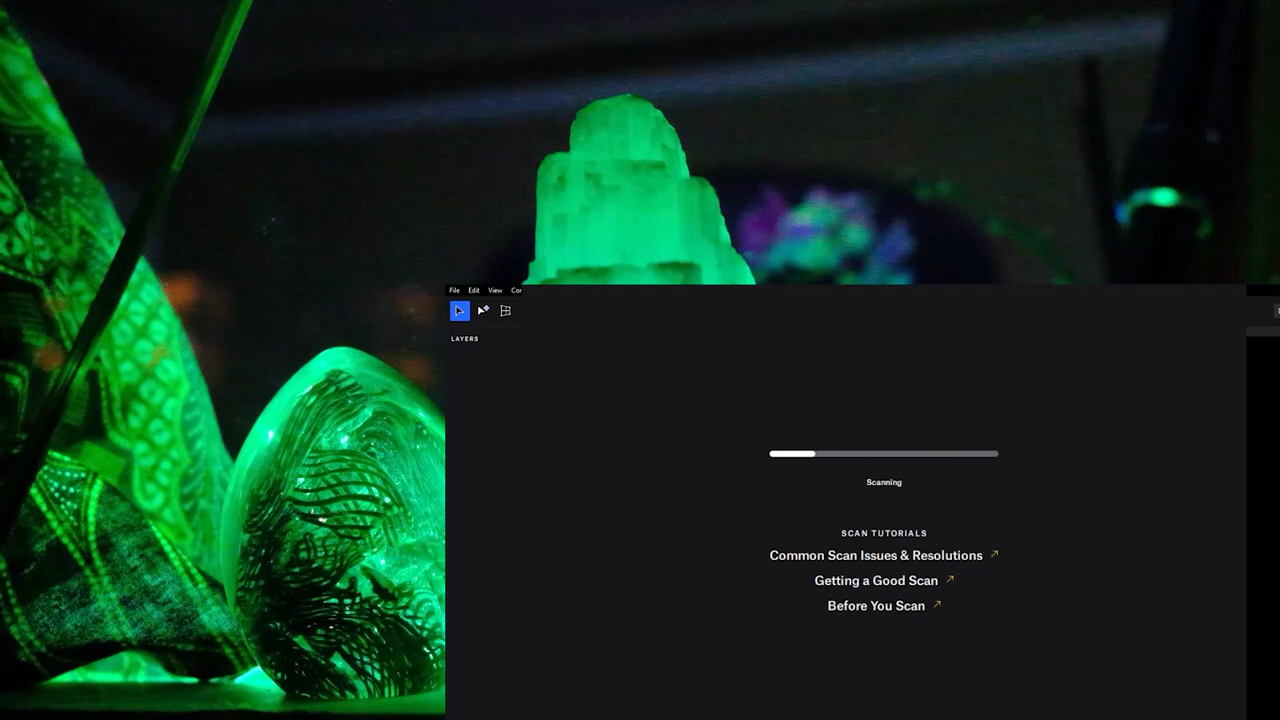 File Edit View
LAYERS
Scanning
SCAN TUTORIALS
Common Scan Issues & Resolutions
Getting a Good Scan
Before You Scan